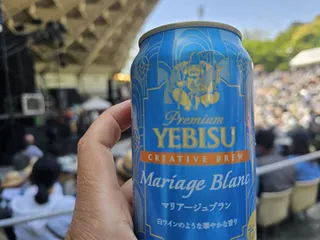 Premium
YEBISU
CREATIVE BREW
Mariage Blanc
マリアージュブラン
白ワインのような華やかな香り